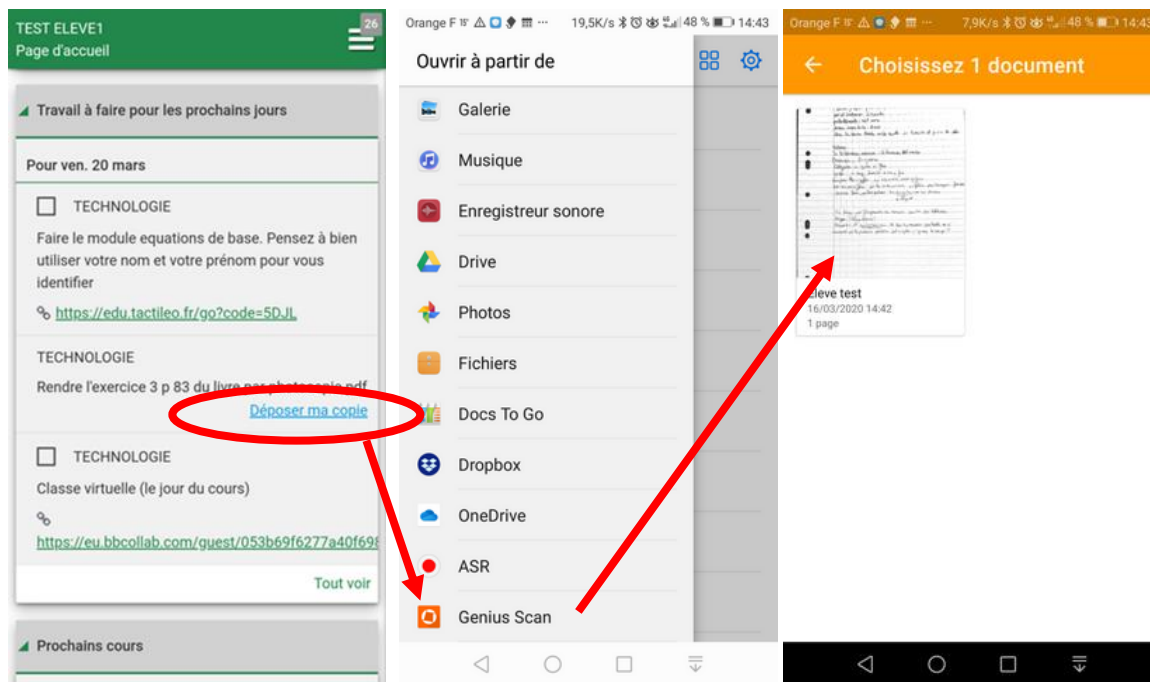 TEST ELEVE1
26
Page d'accueil
Travail à faire pour les prochains jours
Pour ven. 20 mars
TECHNOLOGIE
Faire le module equations de base. Pensez à bien
utiliser votre nom et votre prénom pour vous
identifier
https://edu.tactileo.fr/go?code=5DJL
TECHNOLOGIE
Rendre l'exercice 3 p 83 du livre par photocopie pdf
Déposer ma copie
TECHNOLOGIE
Classe virtuelle (le jour du cours)
https://eu.bbcollab.com/guest/053b69f6277a40f698
Tout voir
Prochains cours
Orange F 19,5K/s 48 % 14:43
Ouvrir à partir de
Galerie
Musique
Enregistreur sonore
Drive
Photos
Fichiers
Docs To Go
Dropbox
OneDrive
ASR
Genius Scan
Orange F 7,9K/s 48 % 14:43
Choisissez 1 document
Eleve test
16/03/2020 14:42
1 page